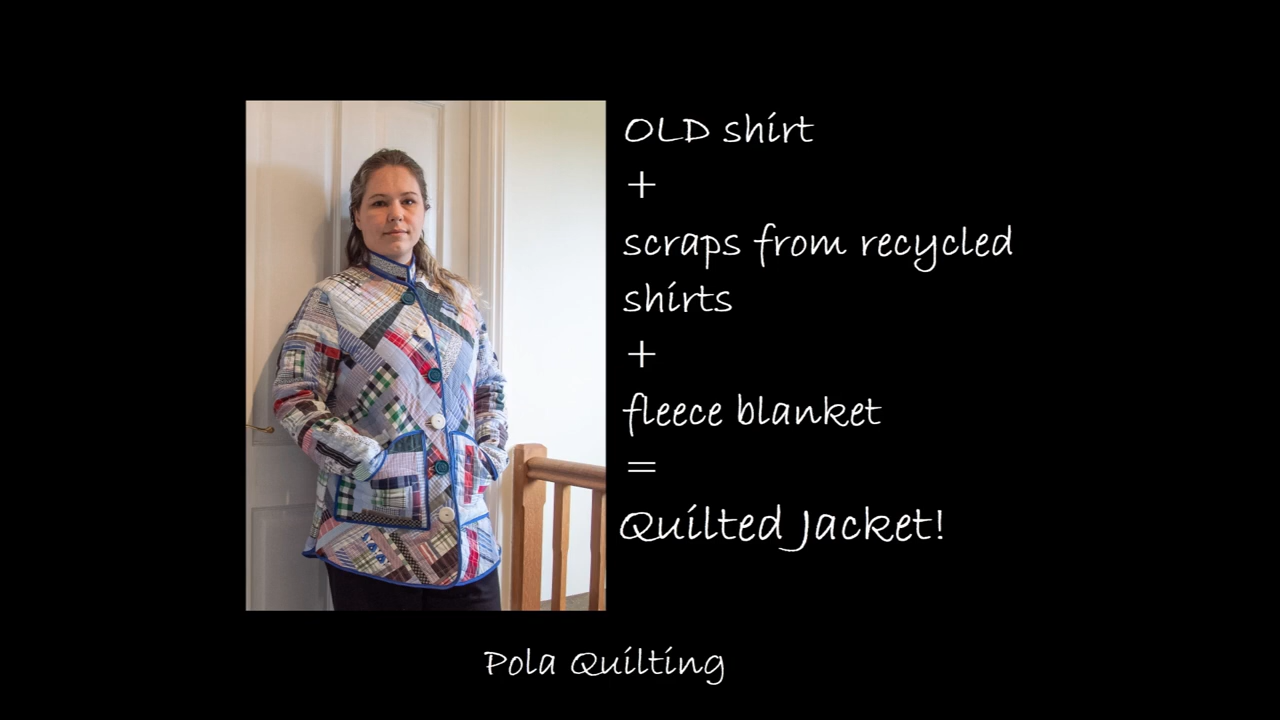 OLD shirt
+
scraps from recycled
shirts
+
fleece blanket
=
Quilted Jacket!
Pola Quilting